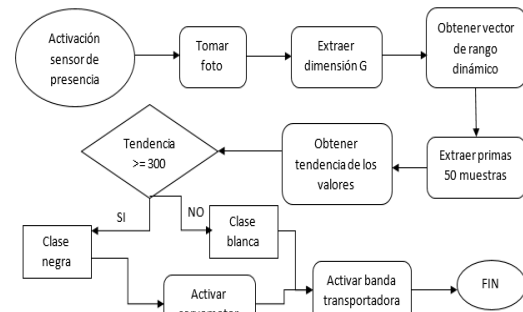 Activación
sensor de
presencia
Tomar
foto
Extraer
dimensión G
Obtener vector
de rango
dinámico
Extraer primas
50 muestras
Obtener
tendencia de los
valores
Tendencia
>= 300
SI
NO
Clase
negra
Clase
blanca
Activar
servomotor
Activar banda
transportadora
FIN